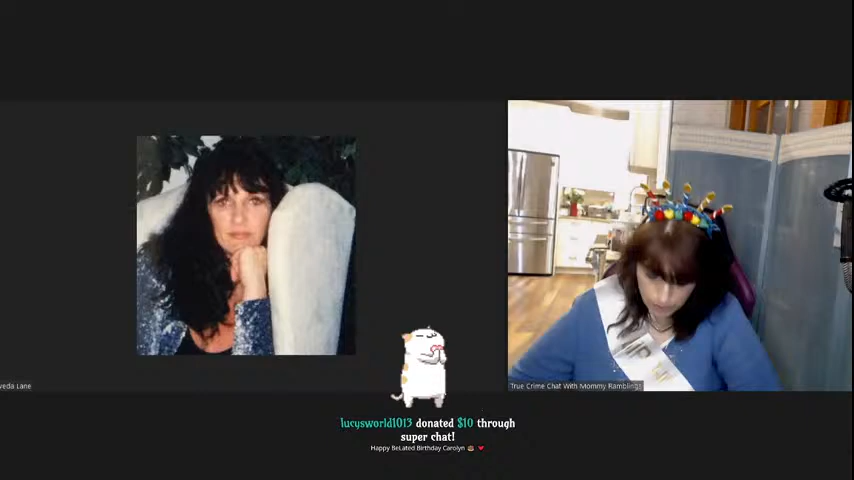 veda Lane
True Crime Chat With Mommy Ramblings
lucysworld1013 donated $10 through
super chat!
Happy BeLated Birthday Carolyn